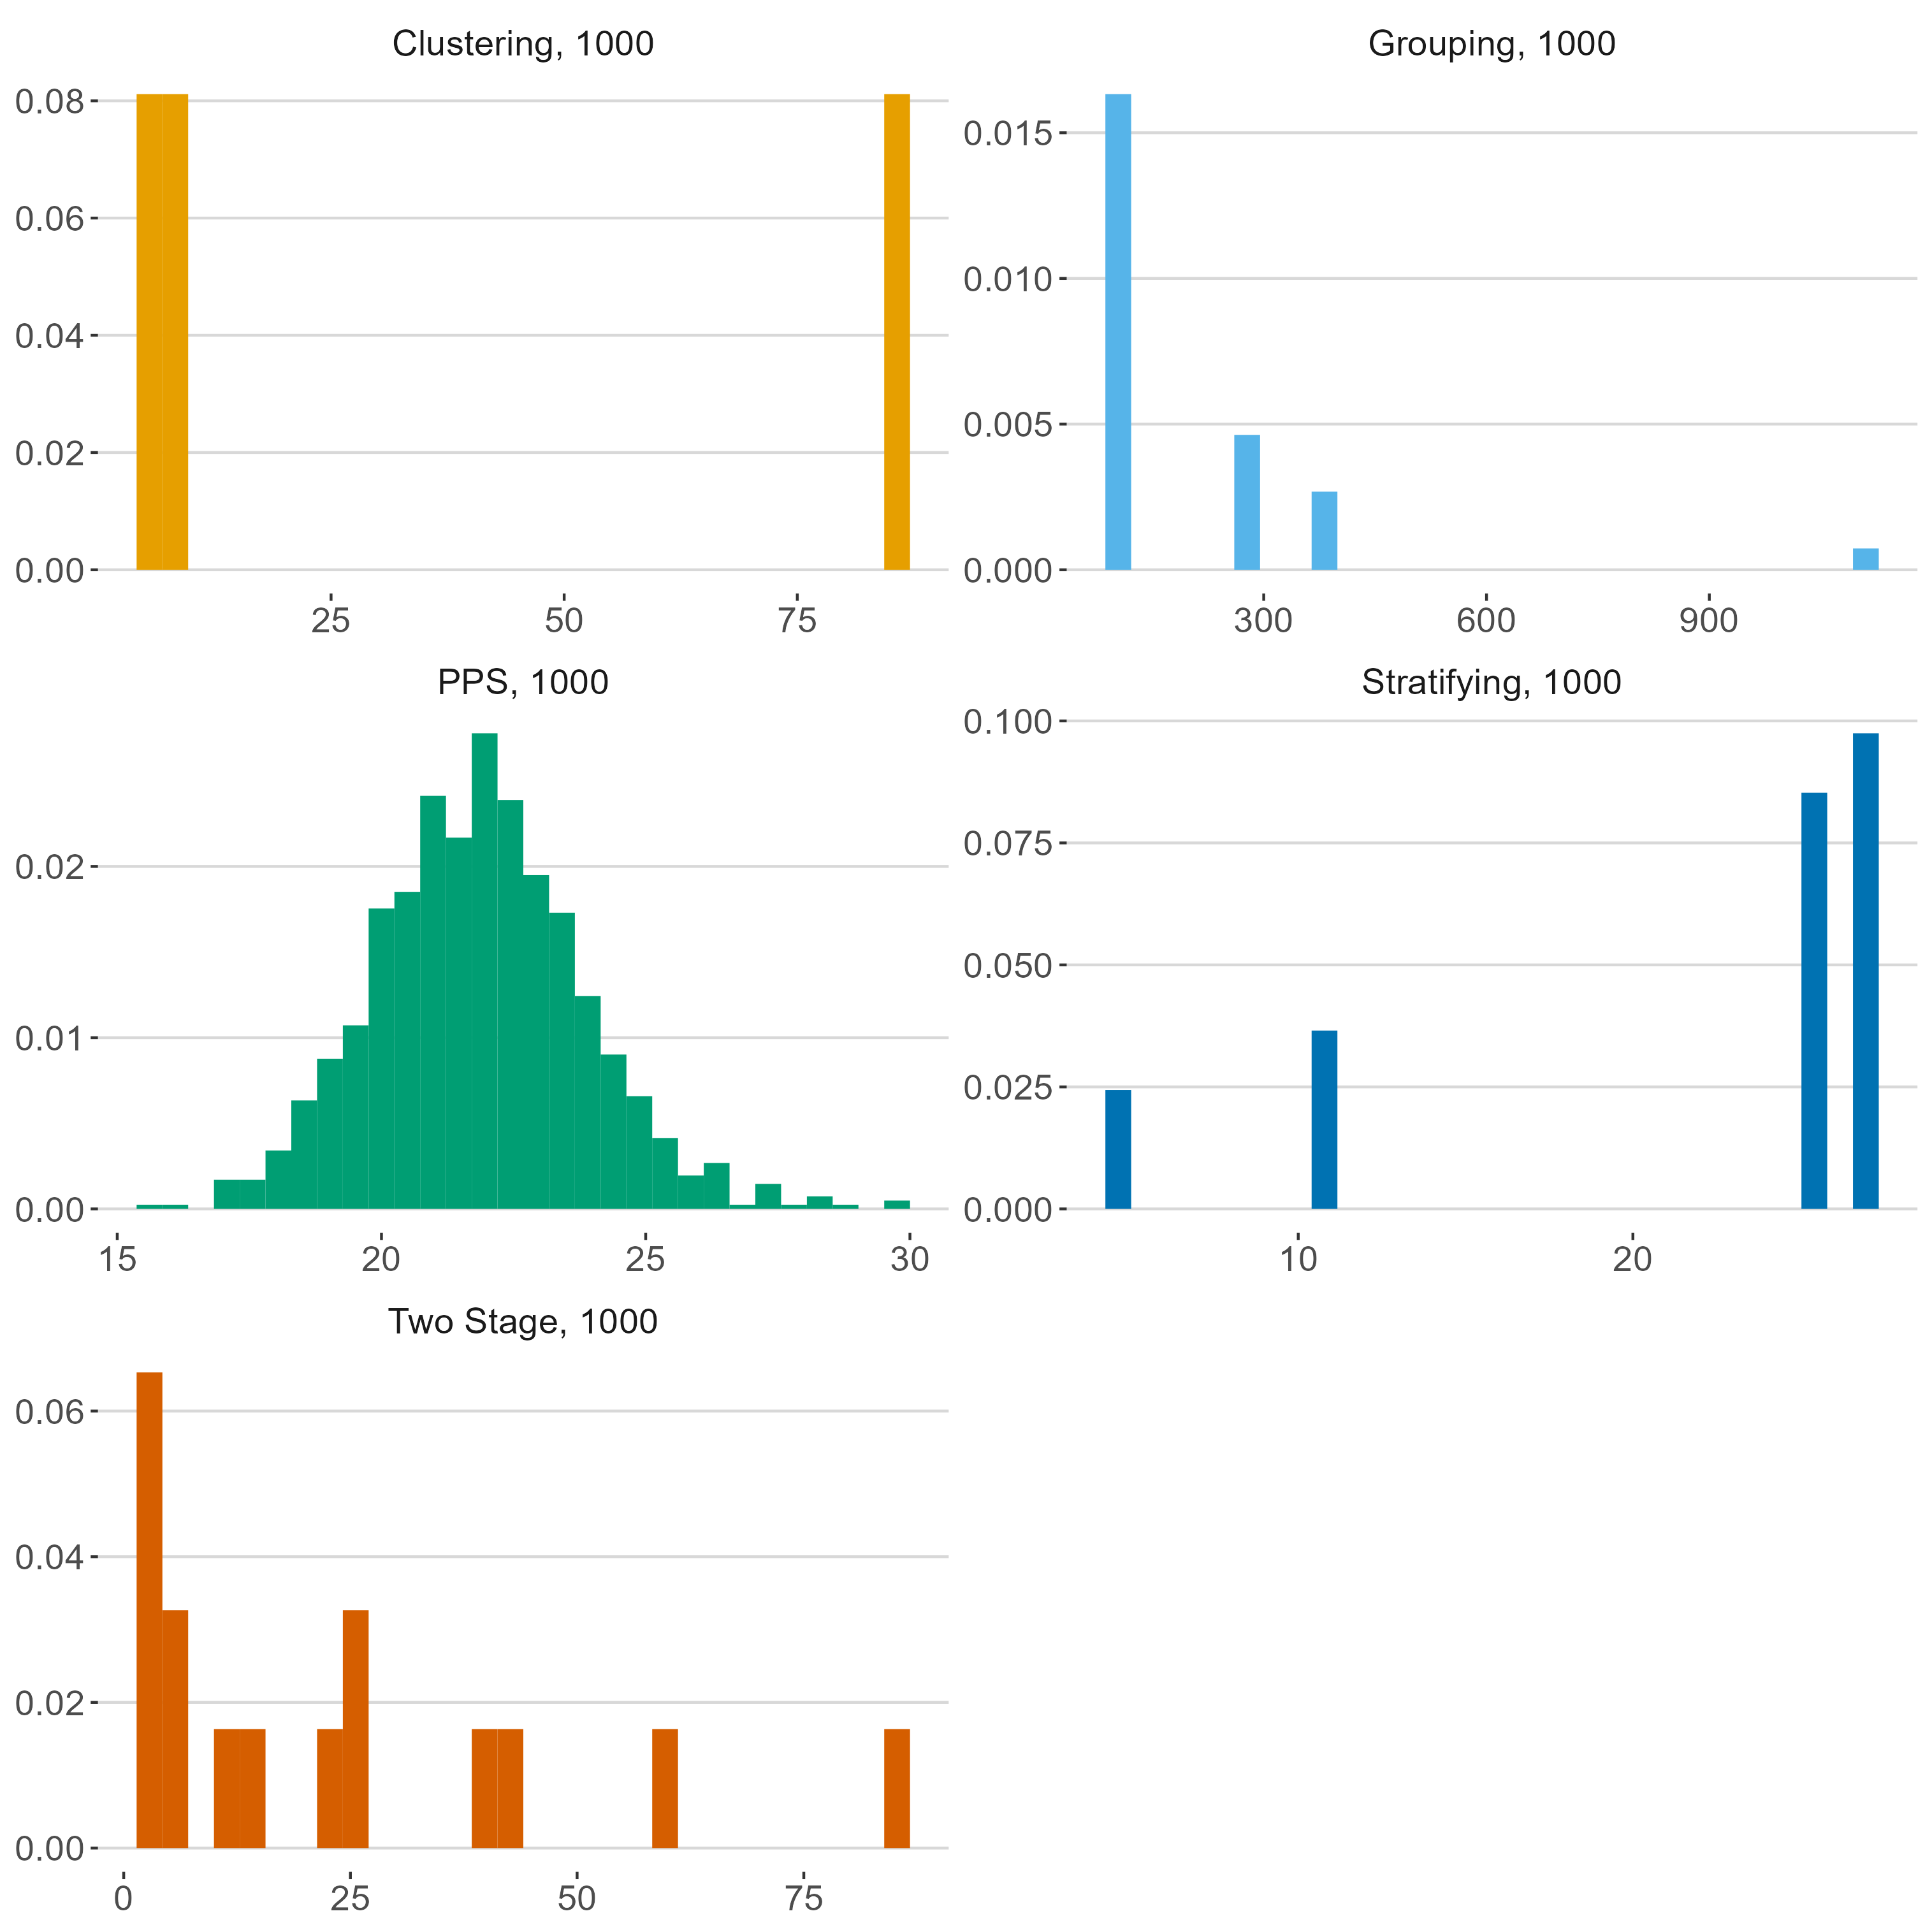 Clustering, 1000
0.08
0.06
0.04
0.02
0.00
25 50 75
Grouping, 1000
0.015
0.010
0.005
0.000
300 600 900
PPS, 1000
0.02
0.01
0.00
15 20 25 30
Stratifying, 1000
0.100
0.075
0.050
0.025
0.000
10 20
Two Stage, 1000
0.06
0.04
0.02
0.00
0 25 50 75